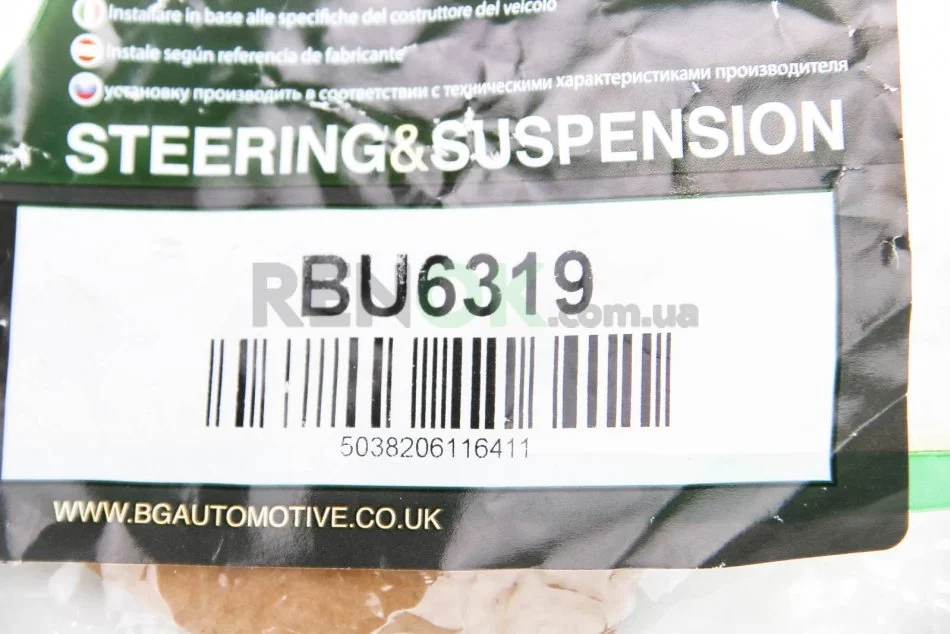 Installare in base alle specifiche del costruttore del veicolo
Instale según referencia de fabricante
установку производить в соответствии с техническими характеристиками производителя
STEERING&SUSPENSION
BU6319
RENOK.com.ua
5038206116411
WWW.BGAUTOMOTIVE.CO.UK